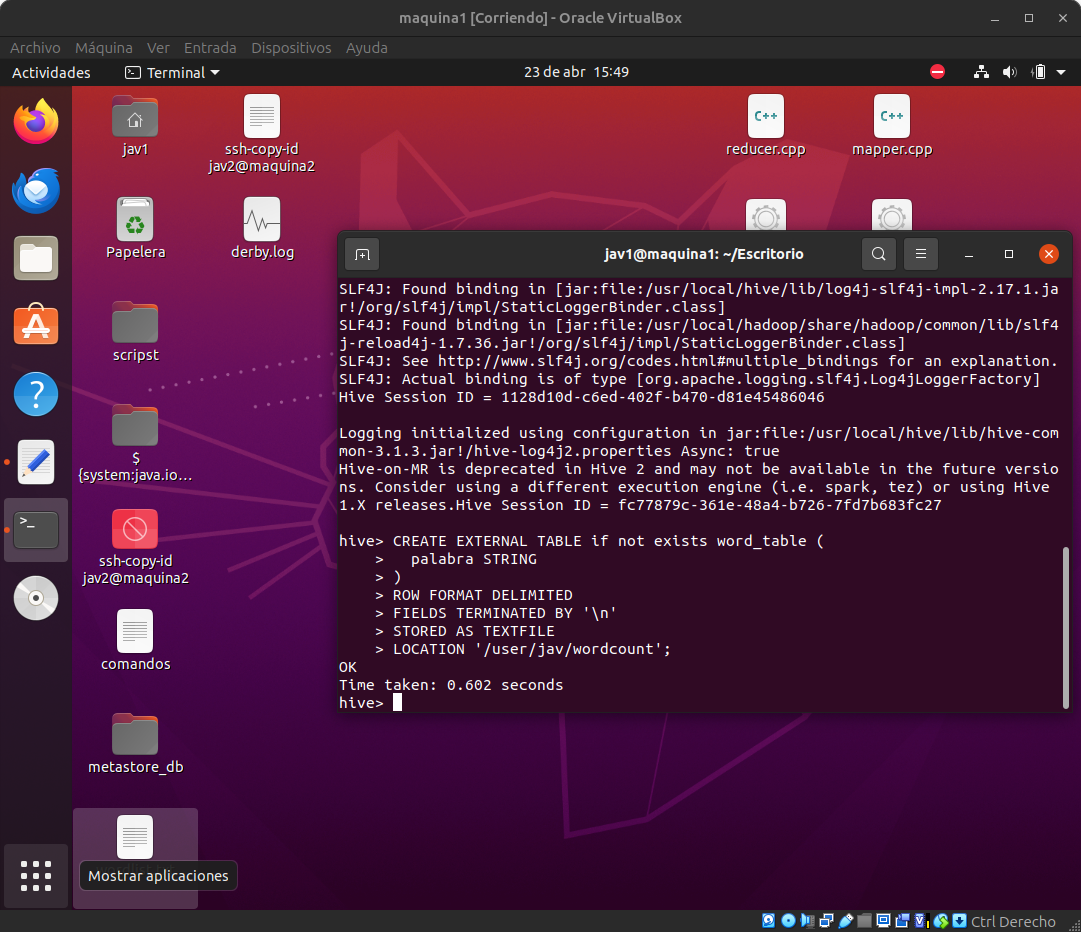 maquina1 [Corriendo] - Oracle VirtualBox
Archivo Máquina Ver Entrada Dispositivos Ayuda
Actividades Terminal 23 de abr 15:49
jav1
ssh-copy-id
jav2@maquina2
C++
reducer.cpp
C++
mapper.cpp
Papelera
derby.log
scripst
$
{system:java.io...
ssh-copy-id
jav2@maquina2
comandos
metastore_db
Mostrar aplicaciones
jav1@maquina1: ~/Escritorio
SLF4J: Found binding in [jar:file:/usr/local/hive/lib/log4j-slf4j-impl-2.17.1.ja
r!/org/slf4j/impl/StaticLoggerBinder.class]
SLF4J: Found binding in [jar:file:/usr/local/hadoop/share/hadoop/common/lib/slf4
j-reload4j-1.7.36.jar!/org/slf4j/impl/StaticLoggerBinder.class]
SLF4J: See http://www.slf4j.org/codes.html#multiple_bindings for an explanation.
SLF4J: Actual binding is of type [org.apache.logging.slf4j.Log4jLoggerFactory]
Hive Session ID = 1128d10d-c6ed-402f-b470-d81e45486046
Logging initialized using configuration in jar:file:/usr/local/hive/lib/hive-com
mon-3.1.3.jar!/hive-log4j2.properties Async: true
Hive-on-MR is deprecated in Hive 2 and may not be available in the future versio
ns. Consider using a different execution engine (i.e. spark, tez) or using Hive
1.X releases.Hive Session ID = fc77879c-361e-48a4-b726-7fd7b683fc27
hive> CREATE EXTERNAL TABLE if not exists word_table (
> palabra STRING
> )
> ROW FORMAT DELIMITED
> FIELDS TERMINATED BY '\n'
> STORED AS TEXTFILE
> LOCATION '/user/jav/wordcount';
OK
Time taken: 0.602 seconds
hive>
Ctrl Derecho